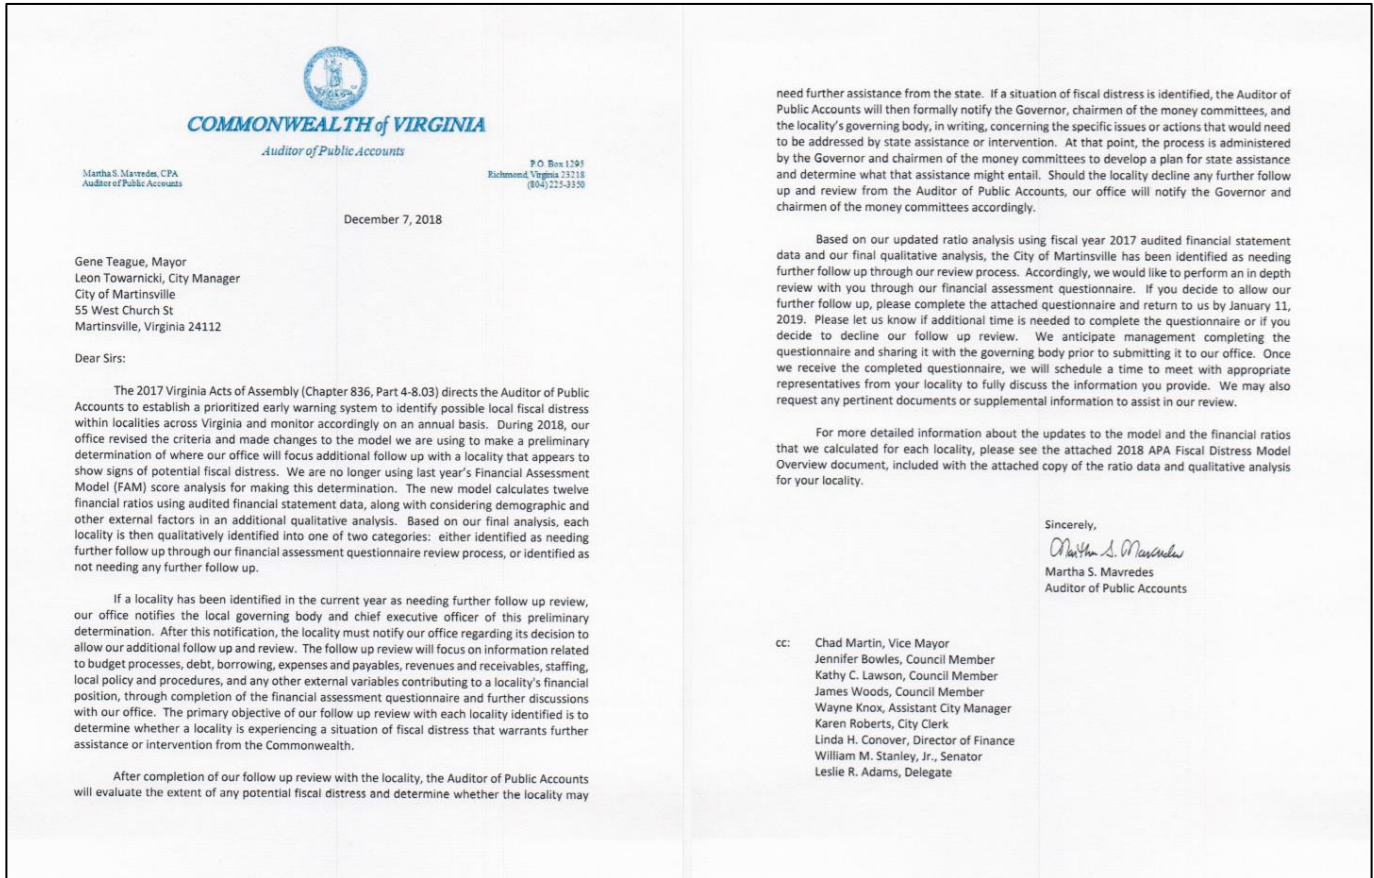 COMMONWEALTH of VIRGINIA
Auditor of Public Accounts
Martha S. Mavredes, CPA
Auditor of Public Accounts
P.O. Box 1295
Richmond, Virginia 23218
(804) 225-3350
December 7, 2018
Gene Teague, Mayor
Leon Towarnicki, City Manager
City of Martinsville
55 West Church St
Martinsville, Virginia 24112
Dear Sirs:
The 2017 Virginia Acts of Assembly (Chapter 836, Part 4-8.03) directs the Auditor of Public
Accounts to establish a prioritized early warning system to identify possible local fiscal distress
within localities across Virginia and monitor accordingly on an annual basis. During 2018, our
office revised the criteria and made changes to the model we are using to make a preliminary
determination of where our office will focus additional follow up with a locality that appears to
show signs of potential fiscal distress. We are no longer using last year's Financial Assessment
Model (FAM) score analysis for making this determination. The new model calculates twelve
financial ratios using audited financial statement data, along with considering demographic and
other external factors in an additional qualitative analysis. Based on our final analysis, each
locality is then qualitatively identified into one of two categories: either identified as needing
further follow up through our financial assessment questionnaire review process, or identified as
not needing any further follow up.
If a locality has been identified in the current year as needing further follow up review,
our office notifies the local governing body and chief executive officer of this preliminary
determination. After this notification, the locality must notify our office regarding its decision to
allow our additional follow up and review. The follow up review will focus on information related
to budget processes, debt, borrowing, expenses and payables, revenues and receivables, staffing,
local policy and procedures, and any other external variables contributing to a locality's financial
position, through completion of the financial assessment questionnaire and further discussions
with our office. The primary objective of our follow up review with each locality identified is to
determine whether a locality is experiencing a situation of fiscal distress that warrants further
assistance or intervention from the Commonwealth.
After completion of our follow up review with the locality, the Auditor of Public Accounts
will evaluate the extent of any potential fiscal distress and determine whether the locality may
need further assistance from the state. If a situation of fiscal distress is identified, the Auditor of
Public Accounts will then formally notify the Governor, chairmen of the money committees, and
the locality's governing body, in writing, concerning the specific issues or actions that would need
to be addressed by state assistance or intervention. At that point, the process is administered
by the Governor and chairmen of the money committees to develop a plan for state assistance
and determine what that assistance might entail. Should the locality decline any further follow
up and review from the Auditor of Public Accounts, our office will notify the Governor and
chairmen of the money committees accordingly.
Based on our updated ratio analysis using fiscal year 2017 audited financial statement
data and our final qualitative analysis, the City of Martinsville has been identified as needing
further follow up through our review process. Accordingly, we would like to perform an in depth
review with you through our financial assessment questionnaire. If you decide to allow our
further follow up, please complete the attached questionnaire and return to us by January 11,
2019. Please let us know if additional time is needed to complete the questionnaire or if you
decide to decline our follow up review. We anticipate management completing the
questionnaire and sharing it with the governing body prior to submitting it to our office. Once
we receive the completed questionnaire, we will schedule a time to meet with appropriate
representatives from your locality to fully discuss the information you provide. We may also
request any pertinent documents or supplemental information to assist in our review.
For more detailed information about the updates to the model and the financial ratios
that we calculated for each locality, please see the attached 2018 APA Fiscal Distress Model
Overview document, included with the attached copy of the ratio data and qualitative analysis
for your locality.
Sincerely,
Martha S. Mavredes
Martha S. Mavredes
Auditor of Public Accounts
cc: Chad Martin, Vice Mayor
Jennifer Bowles, Council Member
Kathy C. Lawson, Council Member
James Woods, Council Member
Wayne Knox, Assistant City Manager
Karen Roberts, City Clerk
Linda H. Conover, Director of Finance
William M. Stanley, Jr., Senator
Leslie R. Adams, Delegate